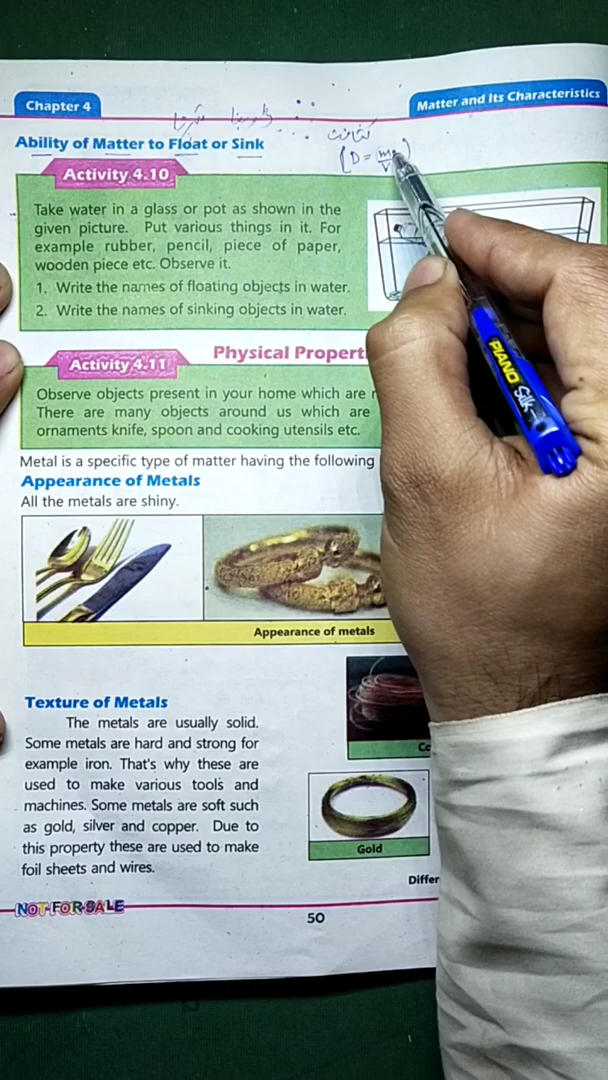 Chapter 4
Matter and Its Characteristics
ڈوبنا تیرنا
کثافت
Ability of Matter to Float or Sink
(D = m/V)
Activity 4.10
Take water in a glass or pot as shown in the
given picture. Put various things in it. For
example rubber, pencil, piece of paper,
wooden piece etc. Observe it.
1. Write the names of floating objects in water.
2. Write the names of sinking objects in water.
Physical Propert
Activity 4.11
Observe objects present in your home which are
There are many objects around us which are
ornaments knife, spoon and cooking utensils etc.
Metal is a specific type of matter having the following
Appearance of Metals
All the metals are shiny.
Appearance of metals
Texture of Metals
The metals are usually solid.
Some metals are hard and strong for
example iron. That's why these are
used to make various tools and
machines. Some metals are soft such
as gold, silver and copper. Due to
this property these are used to make
foil sheets and wires.
Co
Gold
Differ
NOT FOR SALE
50
PIANO Silk